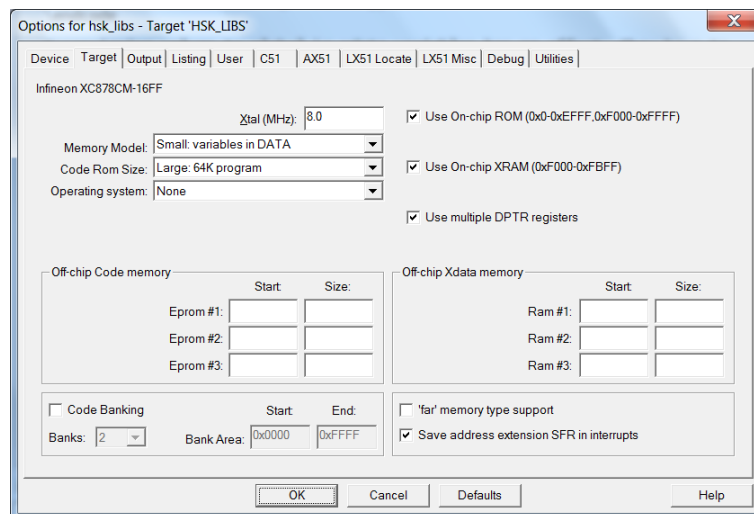 Options for hsk_libs - Target 'HSK_LIBS'
Device Target Output Listing User C51 AX51 LX51 Locate LX51 Misc Debug Utilities
Infineon XC878CM-16FF
Xtal (MHz): 8.0
Use On-chip ROM (0x0-0xEFFF,0xF000-0xFFFF)
Memory Model: Small: variables in DATA
Code Rom Size: Large: 64K program
Use On-chip XRAM (0xF000-0xFBFF)
Operating system: None
Use multiple DPTR registers
Off-chip Code memory
Start: Size:
Eprom #1:
Eprom #2:
Eprom #3:
Off-chip Xdata memory
Start: Size:
Ram #1:
Ram #2:
Ram #3:
Code Banking Start: End:
Banks: 2 Bank Area: 0x0000 0xFFFF
'far' memory type support
Save address extension SFR in interrupts
OK Cancel Defaults Help